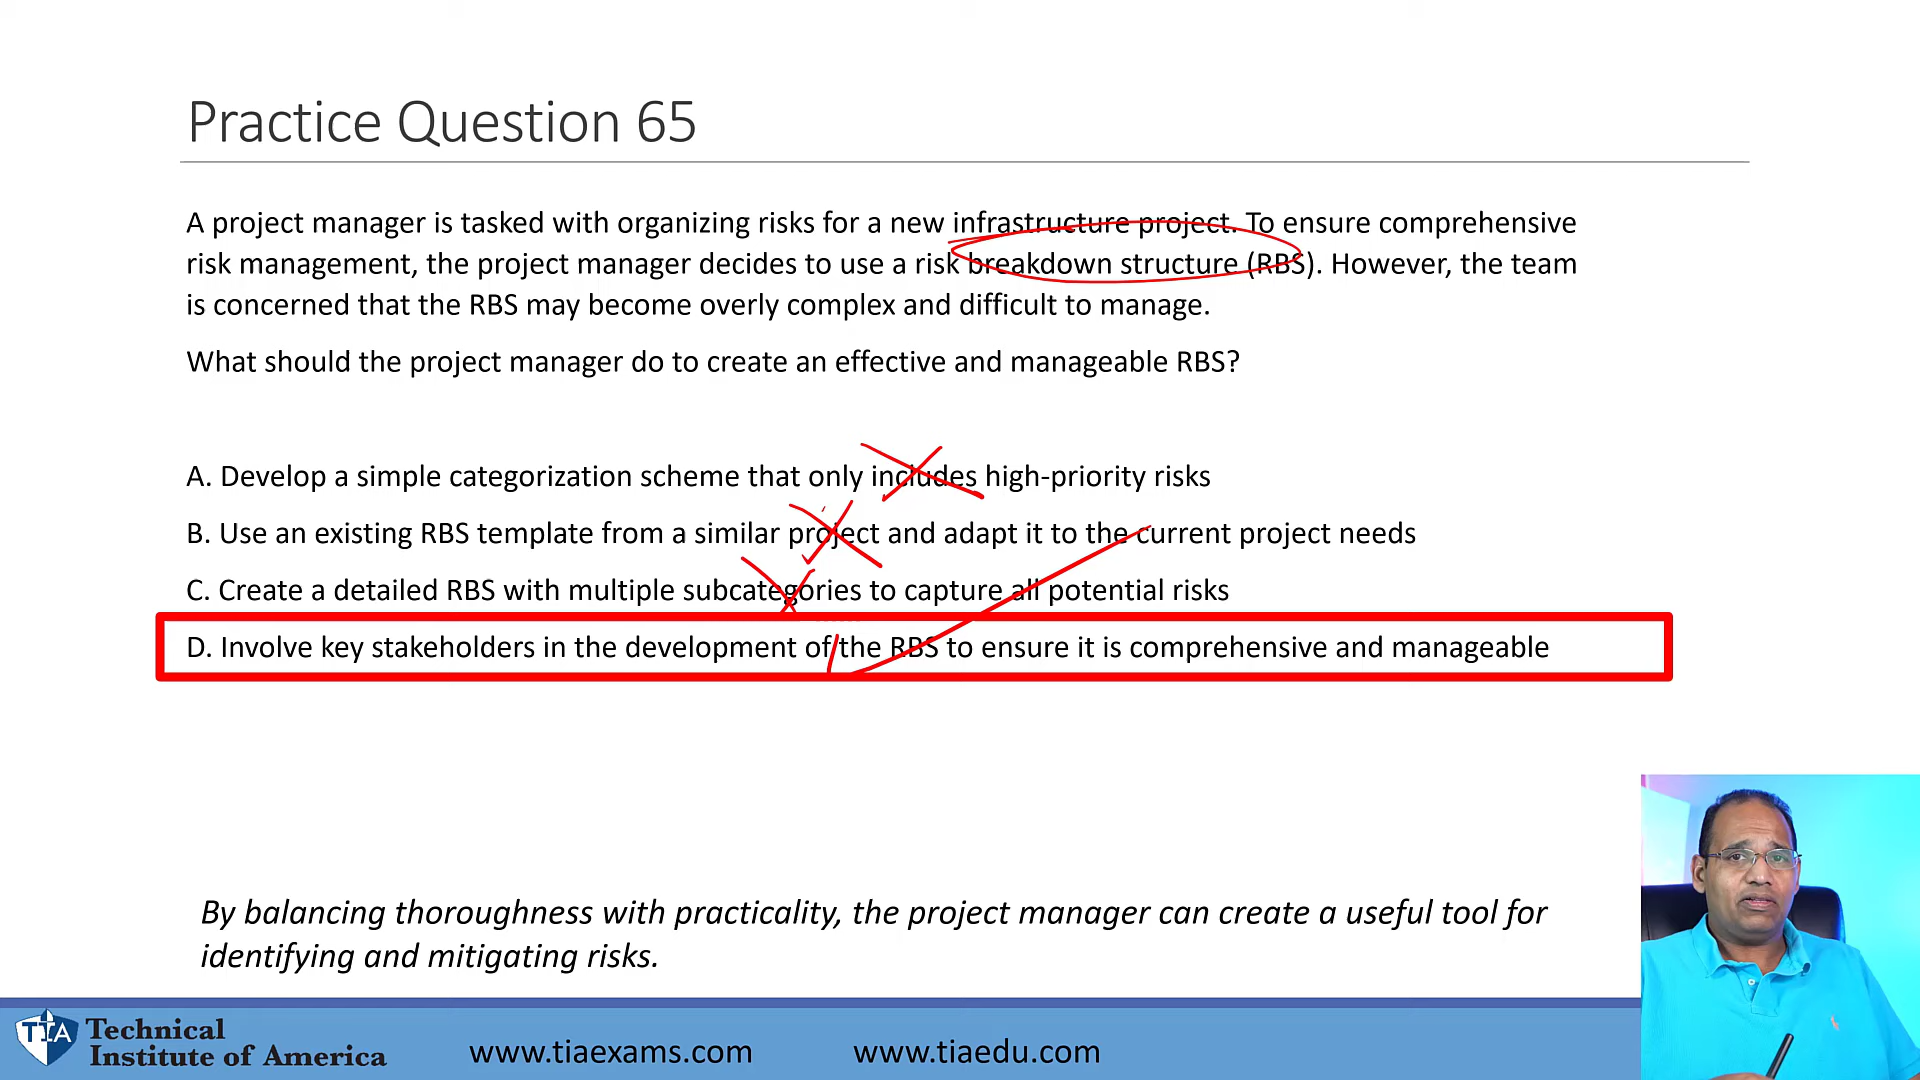 Practice Question 65
A project manager is tasked with organizing risks for a new infrastructure project. To ensure comprehensive
risk management, the project manager decides to use a risk breakdown structure (RBS). However, the team
is concerned that the RBS may become overly complex and difficult to manage.
What should the project manager do to create an effective and manageable RBS?
A. Develop a simple categorization scheme that only includes high-priority risks
B. Use an existing RBS template from a similar project and adapt it to the current project needs
C. Create a detailed RBS with multiple subcategories to capture all potential risks
D. Involve key stakeholders in the development of the RBS to ensure it is comprehensive and manageable
By balancing thoroughness with practicality, the project manager can create a useful tool for
identifying and mitigating risks.
TIA
Technical
Institute of America
www.tiaexams.com
www.tiaedu.com